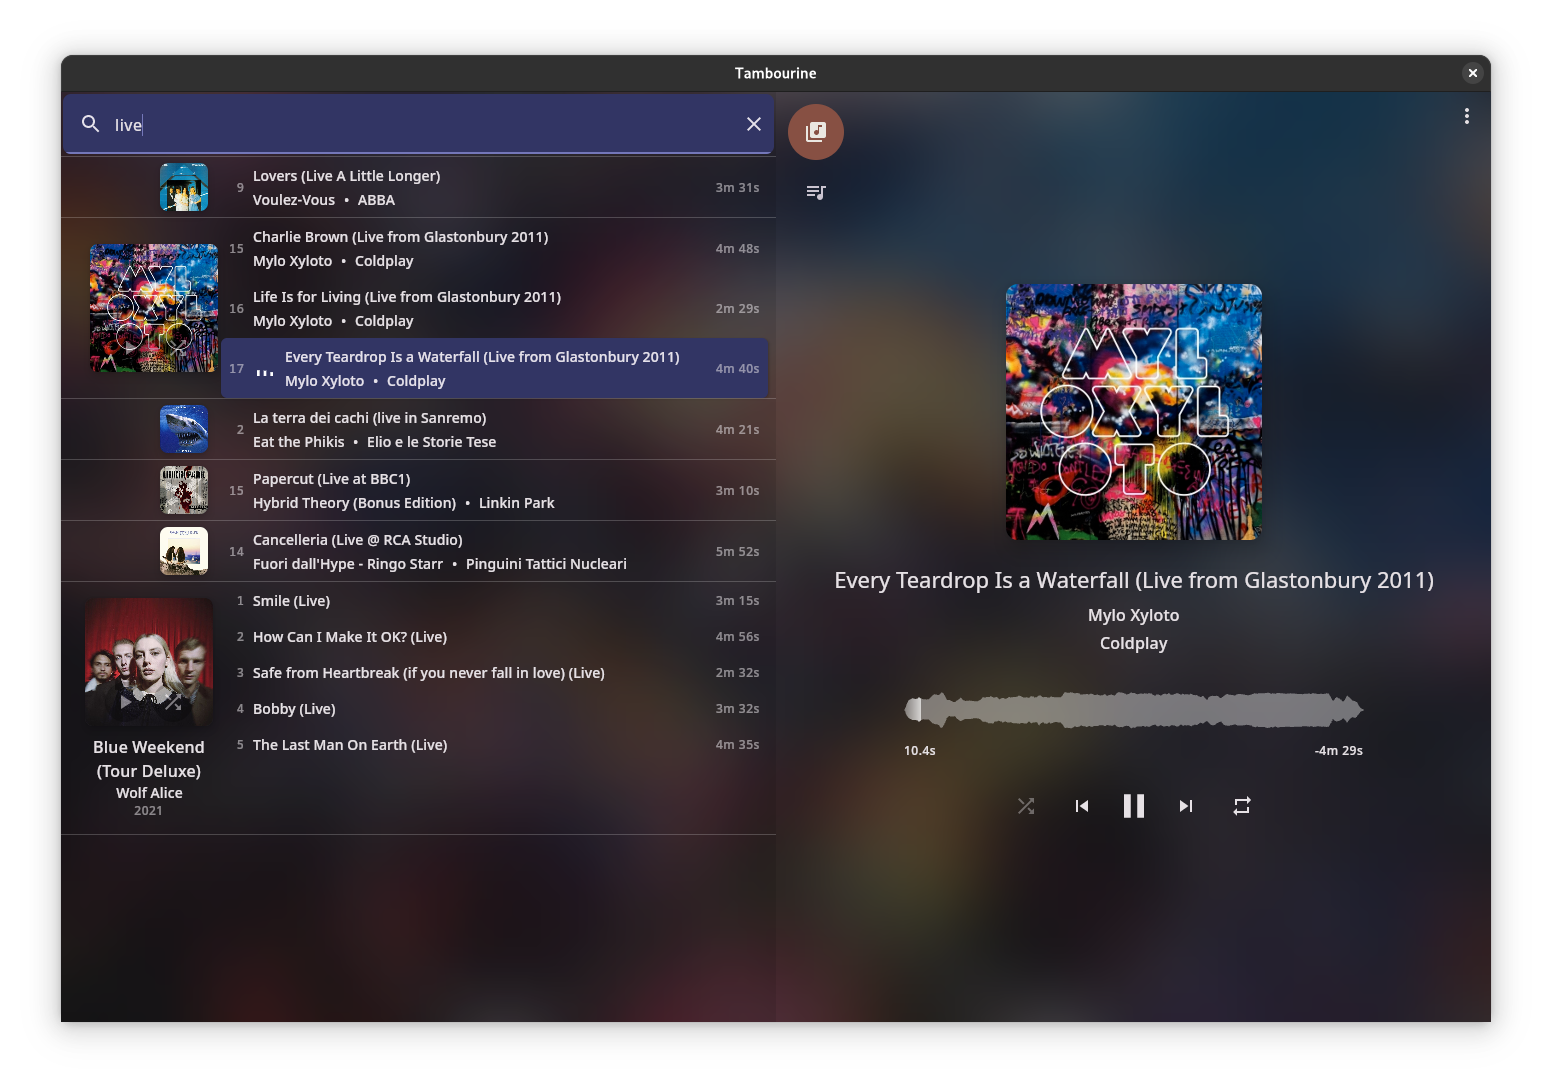 Tambourine
live
9 Lovers (Live A Little Longer) 3m 31s
Voulez-Vous • ABBA
15 Charlie Brown (Live from Glastonbury 2011) 4m 48s
Mylo Xyloto • Coldplay
16 Life Is for Living (Live from Glastonbury 2011) 2m 29s
Mylo Xyloto • Coldplay
17 Every Teardrop Is a Waterfall (Live from Glastonbury 2011) 4m 40s
Mylo Xyloto • Coldplay
2 La terra dei cachi (live in Sanremo) 4m 21s
Eat the Phikis • Elio e le Storie Tese
15 Papercut (Live at BBC1) 3m 10s
Hybrid Theory (Bonus Edition) • Linkin Park
14 Cancelleria (Live @ RCA Studio) 5m 52s
Fuori dall'Hype - Ringo Starr • Pinguini Tattici Nucleari
1 Smile (Live) 3m 15s
2 How Can I Make It OK? (Live) 4m 56s
3 Safe from Heartbreak (if you never fall in love) (Live) 2m 32s
4 Bobby (Live) 3m 32s
5 The Last Man On Earth (Live) 4m 35s
Blue Weekend
(Tour Deluxe)
Wolf Alice
2021
MYL
OXYL
OTO
MYL
OXYL
OTO
Every Teardrop Is a Waterfall (Live from Glastonbury 2011)
Mylo Xyloto
Coldplay
10.4s -4m 29s